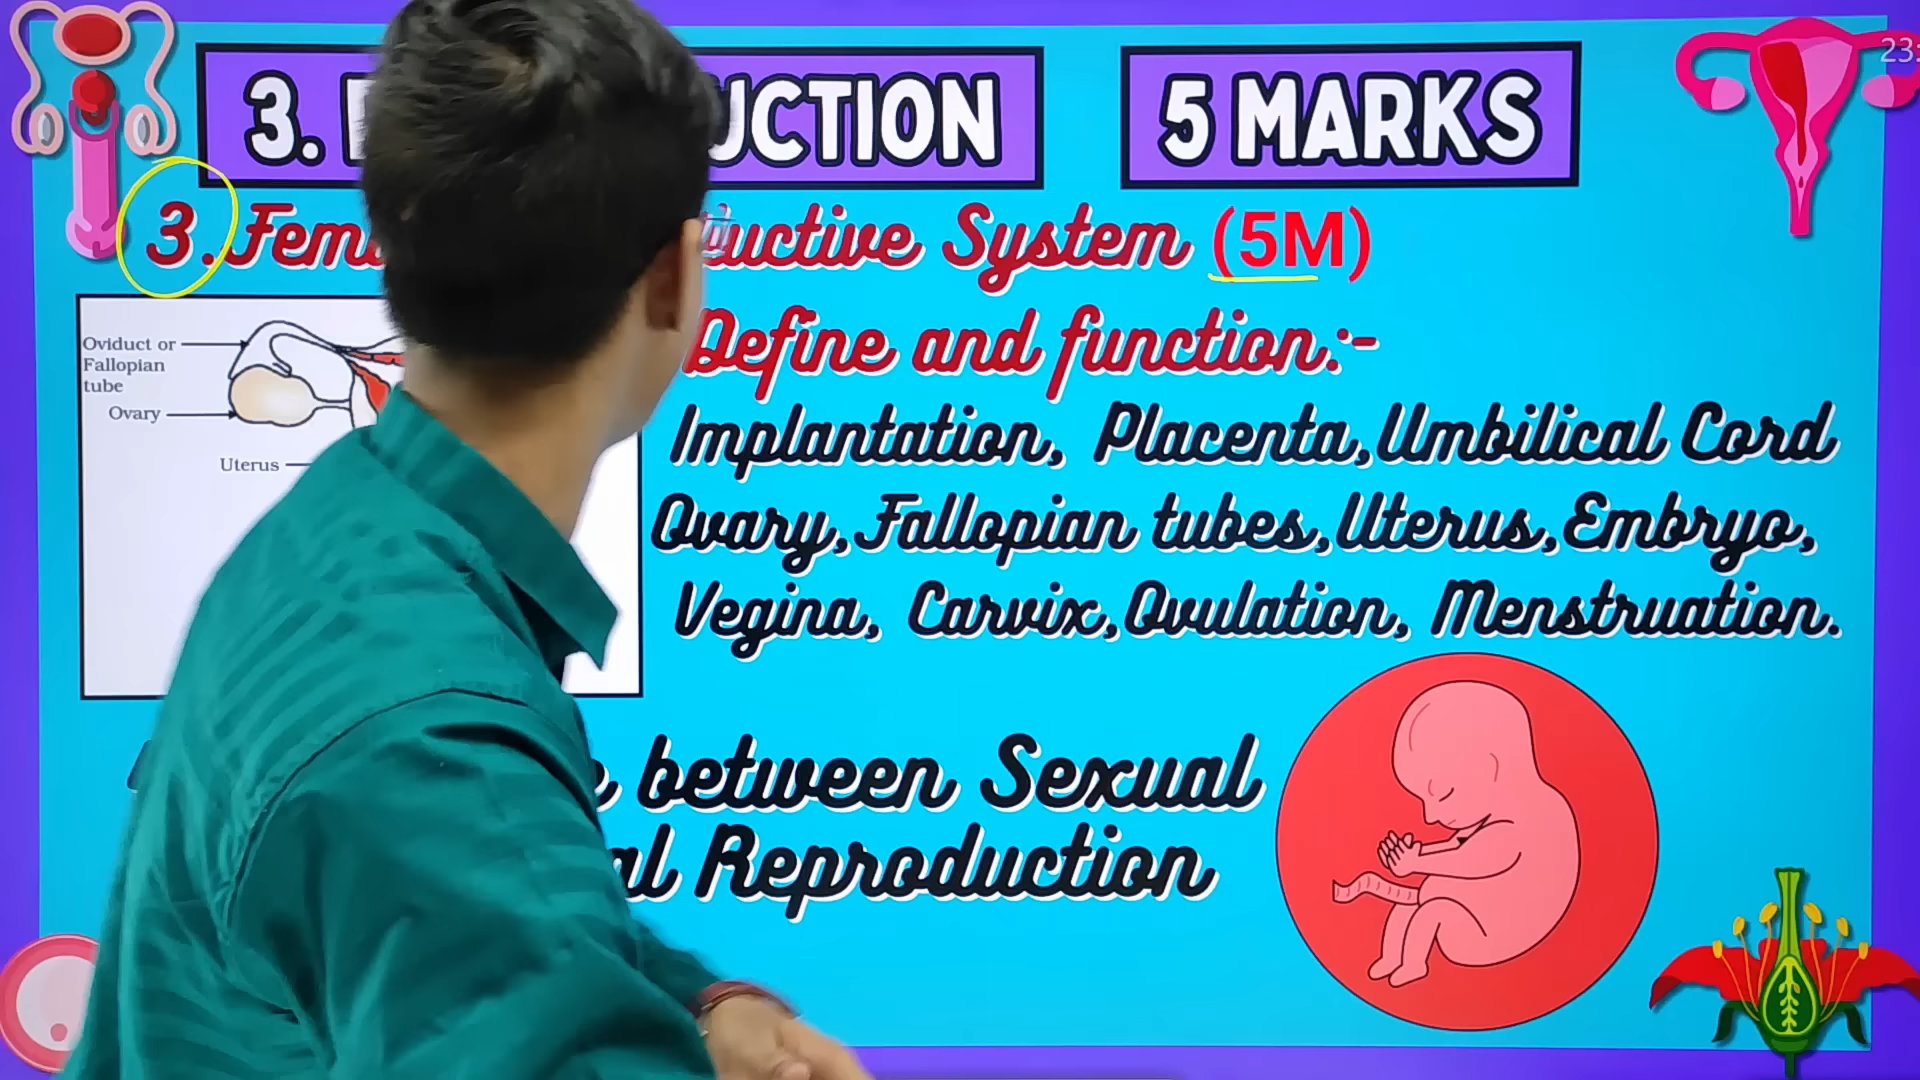 3. UCTION
5 MARKS
23:
3. Fem uctive System (5M)
Define and function:-
Implantation, Placenta, Umbilical Cord
Ovary, Fallopian tubes, Uterus, Embryo,
Vegina, Carvix, Ovulation, Menstruation.
Oviduct or
Fallopian
tube
Ovary
Uterus
between Sexual
al Reproduction